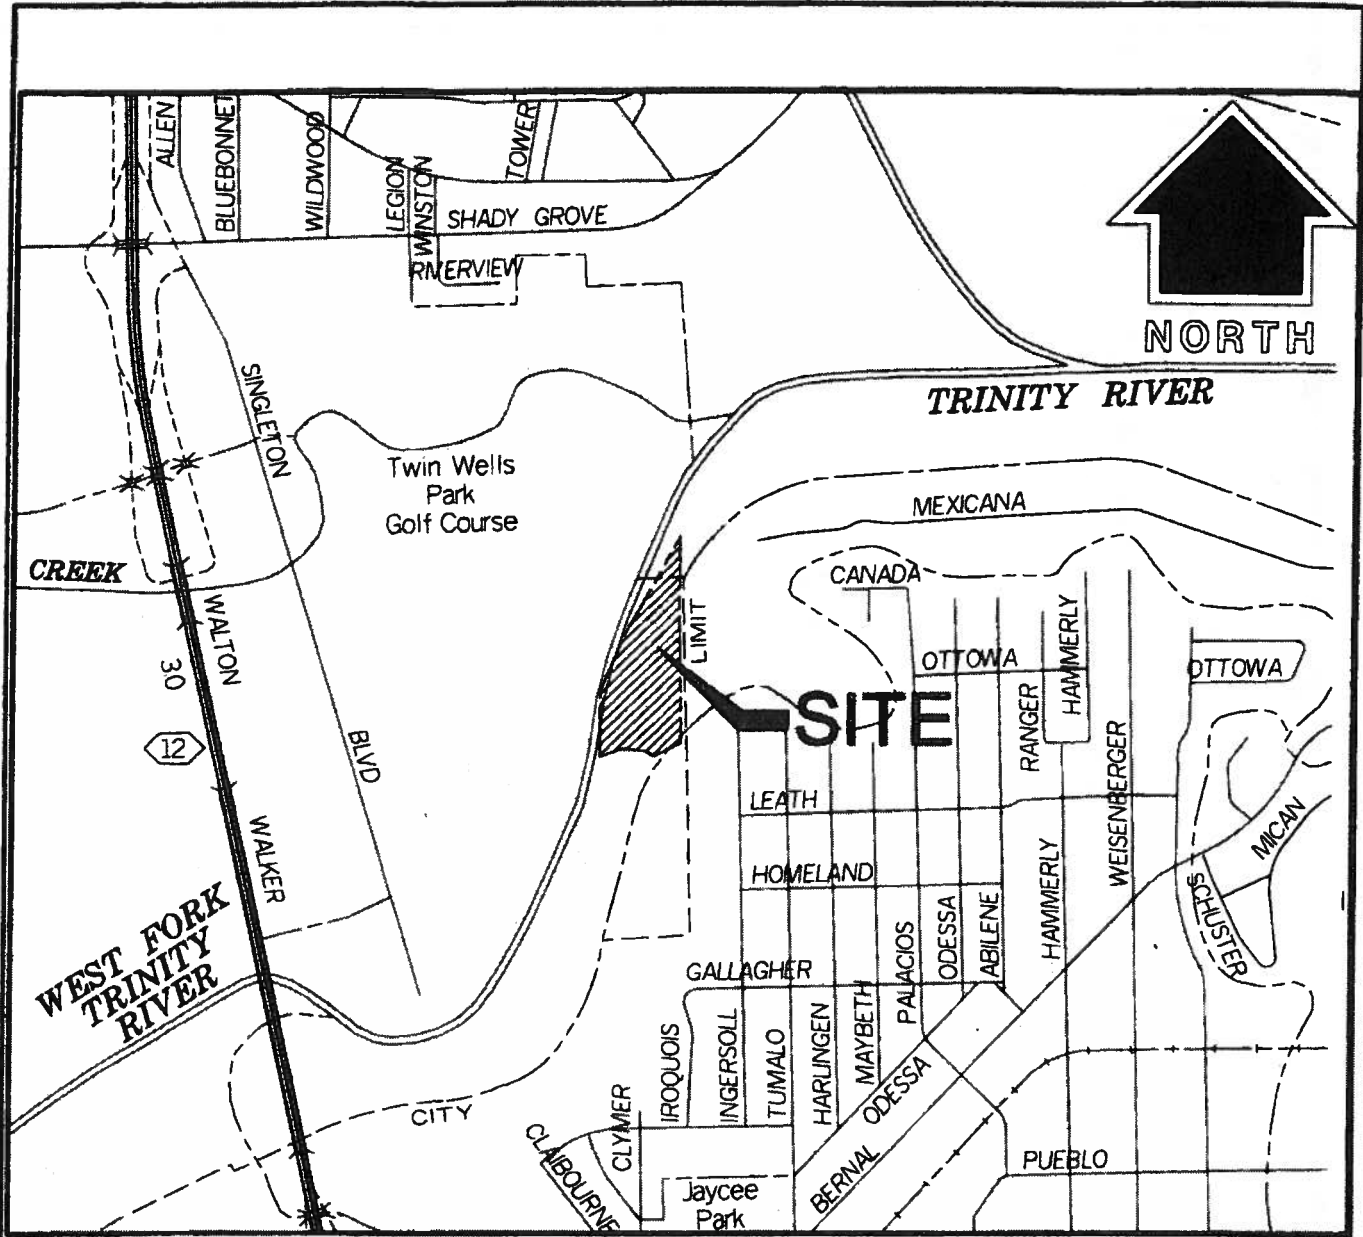 ALLEN
BLUEBONNET
WILDWOOD
LEGION
WINSTON
TOWER
SHADY GROVE
RIVERVIEW
NORTH
TRINITY RIVER
SINGLETON
Twin Wells
Park
Golf Course
MEXICANA
CREEK
CANADA
WALTON
LIMIT
OTTOWA
HAMMERLY
OTTOWA
30
RANGER
SITE
12
BLVD
WEISENBERGER
LEATH
WALKER
MICAN
HOMELAND
HAMMERLY
SCHUSTER
WEST FORK
TRINITY
RIVER
PALACIOS
ODESSA
ABILENE
GALLAGHER
IROQUOIS
INGERSOLL
TUMALO
HARLINGEN
MAYBETH
ODESSA
CITY
CLYMER
CLAIBOURNE
BERNAL
PUEBLO
Jaycee
Park